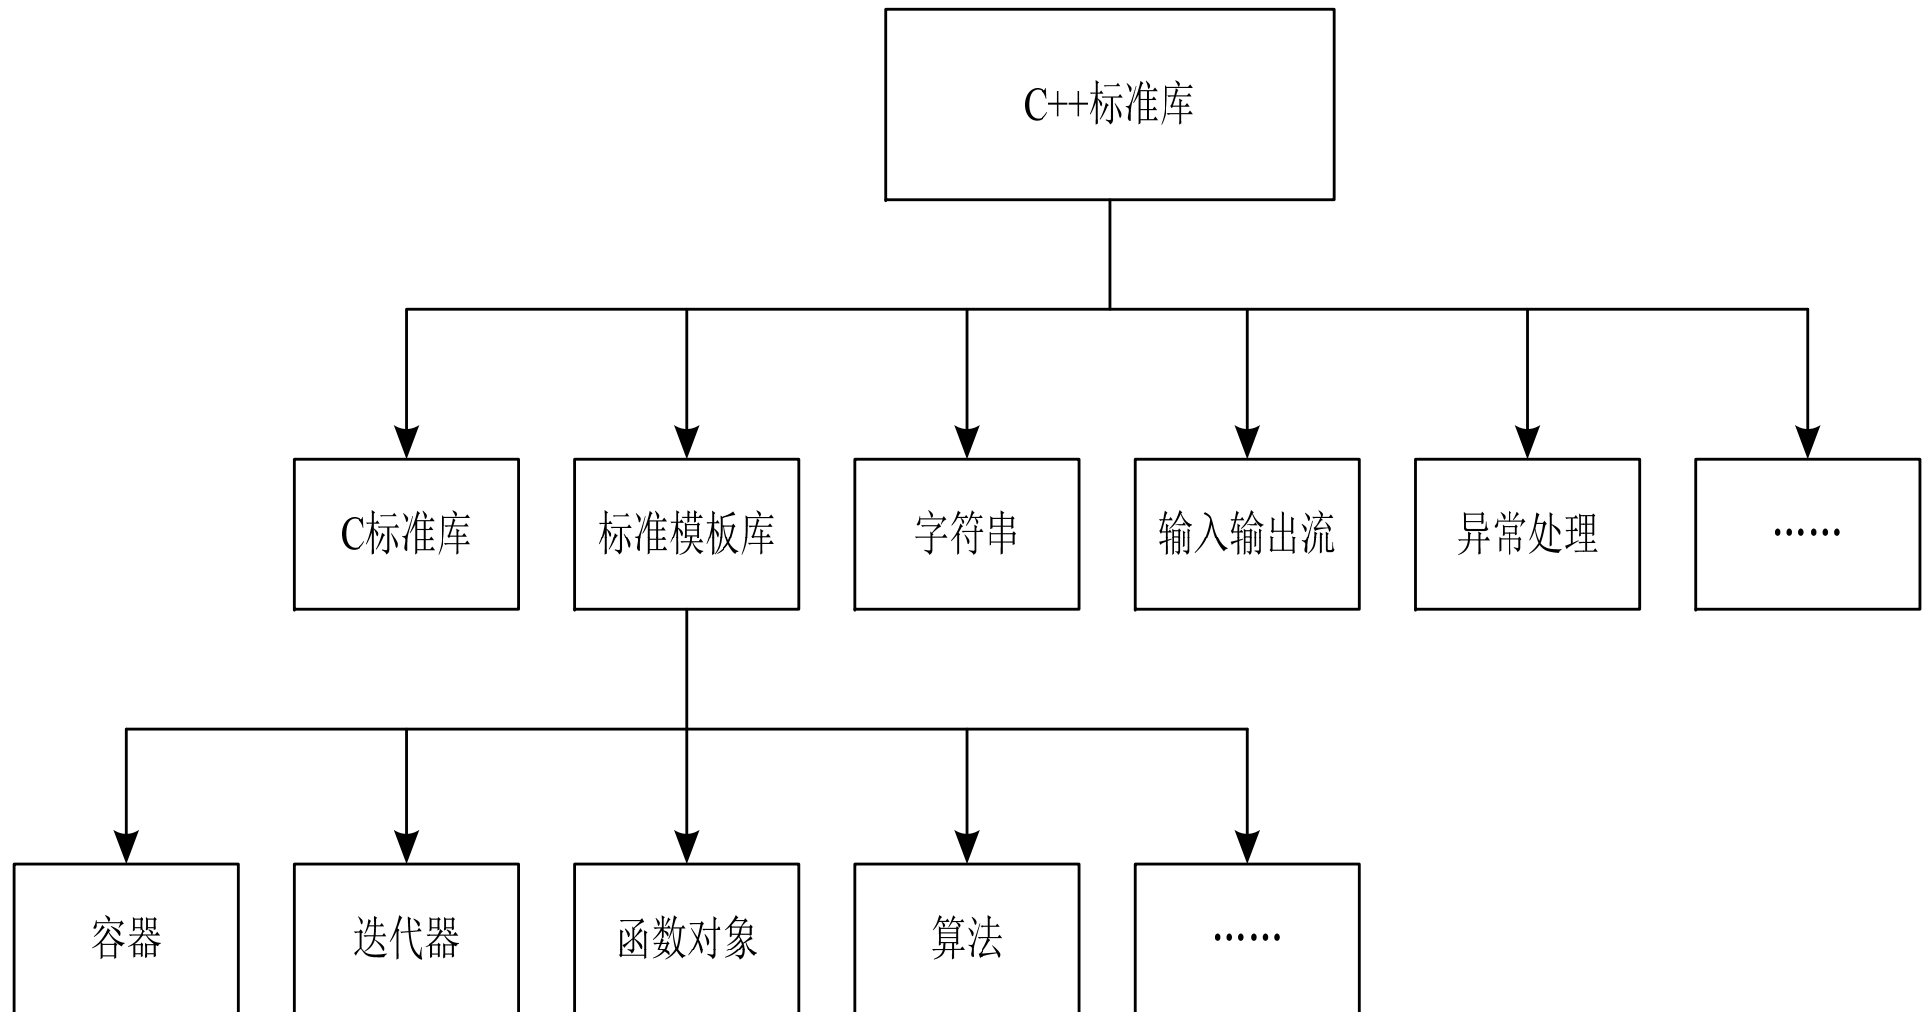 C++标准库
C标准库
标准模板库
字符串
输入输出流
异常处理
……
容器
迭代器
函数对象
算法
……